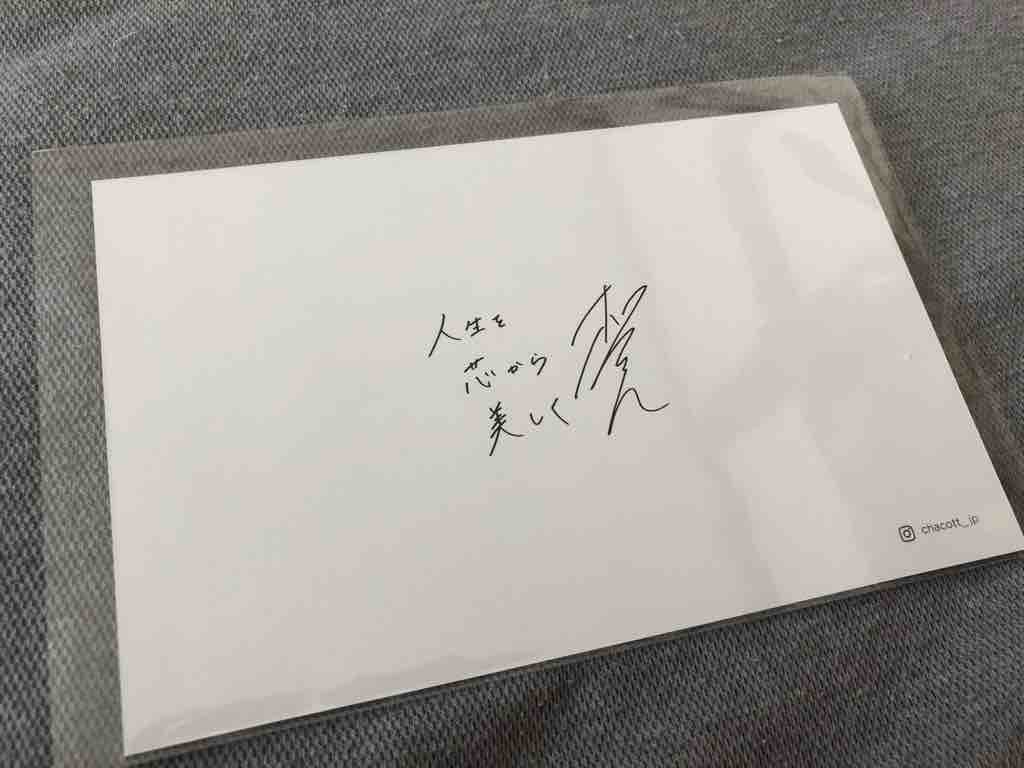 人生を
芯から
美しく
chacott_jp